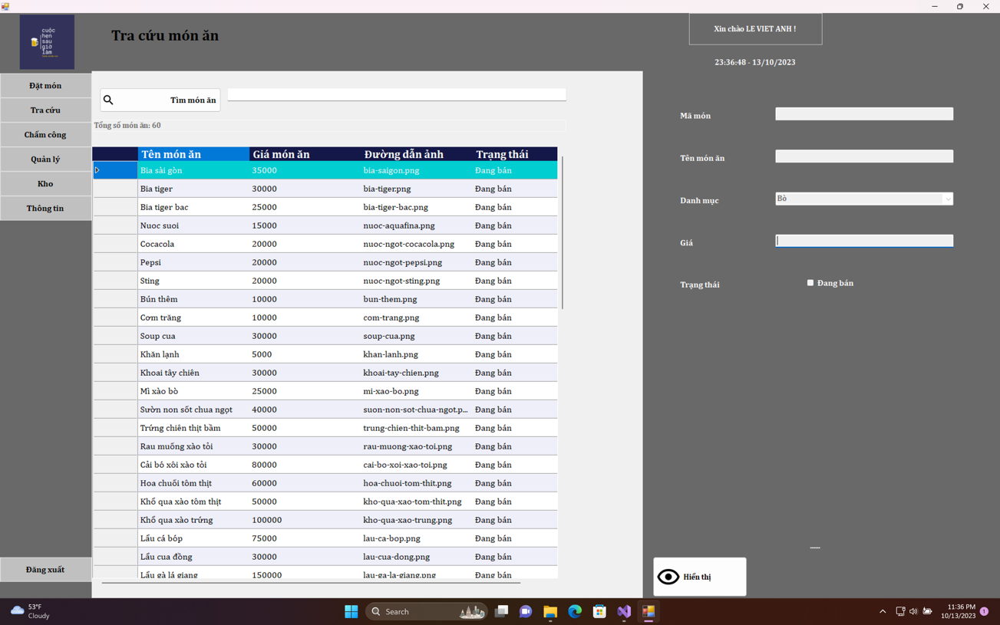 cuộc
hẹn
sau
giờ
làm
Tra cứu món ăn
Xin chào LE VIET ANH !
23:36:48 - 13/10/2023
Đặt món
Tra cứu
Chấm công
Quản lý
Kho
Thông tin
Đăng xuất
Tìm món ăn
Tổng số món ăn: 60
Tên món ăn Giá món ăn Đường dẫn ảnh Trạng thái
Bia sài gòn 35000 bia-saigon.png Đang bán
Bia tiger 30000 bia-tiger.png Đang bán
Bia tiger bac 25000 bia-tiger-bac.png Đang bán
Nuoc suoi 15000 nuoc-aquafina.png Đang bán
Cocacola 20000 nuoc-ngot-cocacola.png Đang bán
Pepsi 20000 nuoc-ngot-pepsi.png Đang bán
Sting 20000 nuoc-ngot-sting.png Đang bán
Bún thêm 10000 bun-them.png Đang bán
Cơm trăng 10000 com-trang.png Đang bán
Soup cua 30000 soup-cua.png Đang bán
Khăn lạnh 5000 khan-lanh.png Đang bán
Khoai tây chiên 30000 khoai-tay-chien.png Đang bán
Mì xào bò 25000 mi-xao-bo.png Đang bán
Sườn non sốt chua ngọt 40000 suon-non-sot-chua-ngot.p... Đang bán
Trứng chiên thịt bầm 50000 trung-chien-thit-bam.png Đang bán
Rau muống xào tỏi 30000 rau-muong-xao-toi.png Đang bán
Cải bó xôi xào tỏi 80000 cai-bo-xoi-xao-toi.png Đang bán
Hoa chuối tôm thịt 60000 hoa-chuoi-tom-thit.png Đang bán
Khổ qua xào tôm thịt 50000 kho-qua-xao-tom-thit.png Đang bán
Khổ qua xào trứng 100000 kho-qua-xao-trung.png Đang bán
Lẩu cá bóp 75000 lau-ca-bop.png Đang bán
Lẩu cua đồng 30000 lau-cua-dong.png Đang bán
Lẩu gà lá giang 150000 lau-ga-la-giang.png Đang bán
Mã món
Tên món ăn
Danh mục Bò
Giá
Trạng thái Đang bán
Hiển thị
53°F
Cloudy
Search
11:36 PM
10/13/2023
1